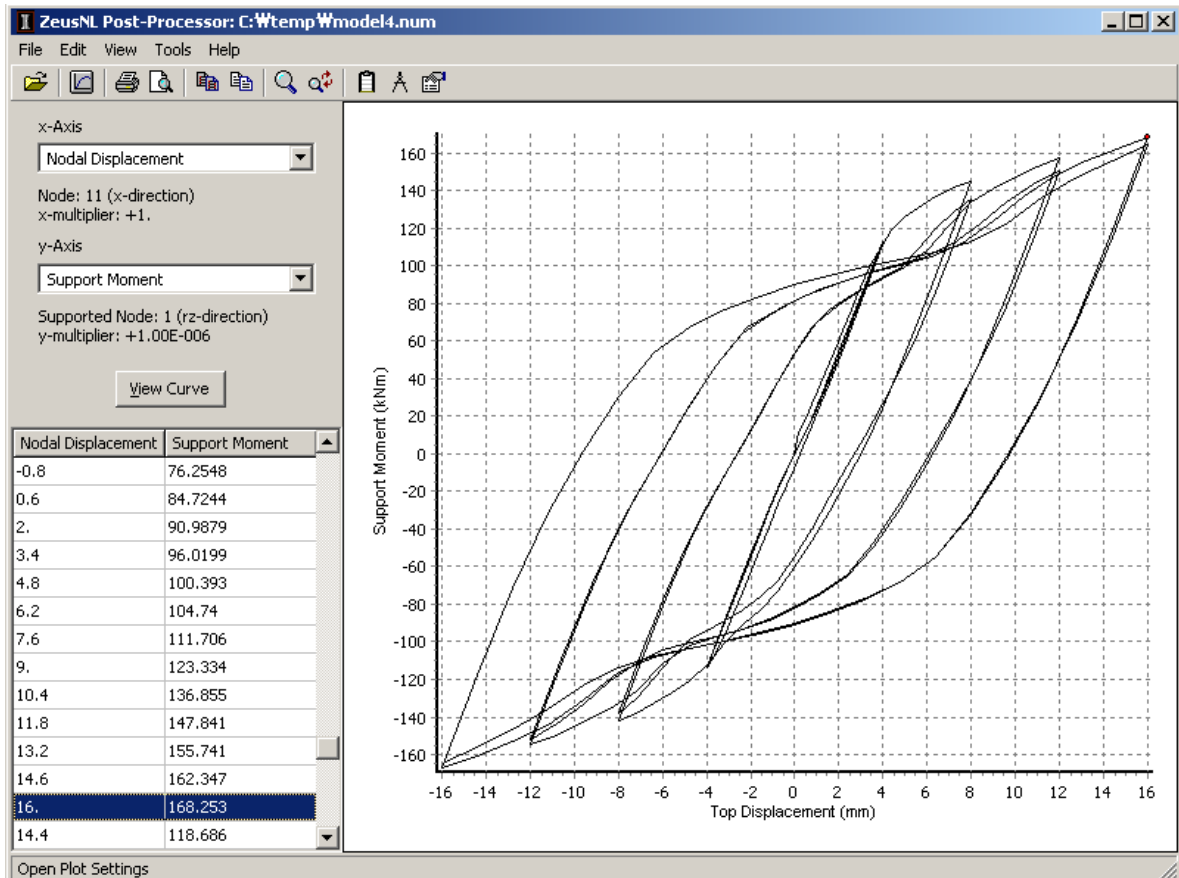 ZeusNL Post-Processor: C:₩temp₩model4.num
File Edit View Tools Help
x-Axis
Nodal Displacement
Node: 11 (x-direction)
x-multiplier: +1.
y-Axis
Support Moment
Supported Node: 1 (rz-direction)
y-multiplier: +1.00E-006
View Curve
Nodal Displacement Support Moment
-0.8 76.2548
0.6 84.7244
2. 90.9879
3.4 96.0199
4.8 100.393
6.2 104.74
7.6 111.706
9. 123.334
10.4 136.855
11.8 147.841
13.2 155.741
14.6 162.347
16. 168.253
14.4 118.686
Support Moment (kNm)
160
140
120
100
80
60
40
20
0
-20
-40
-60
-80
-100
-120
-140
-160
-16 -14 -12 -10 -8 -6 -4 -2 0 2 4 6 8 10 12 14 16
Top Displacement (mm)
Open Plot Settings